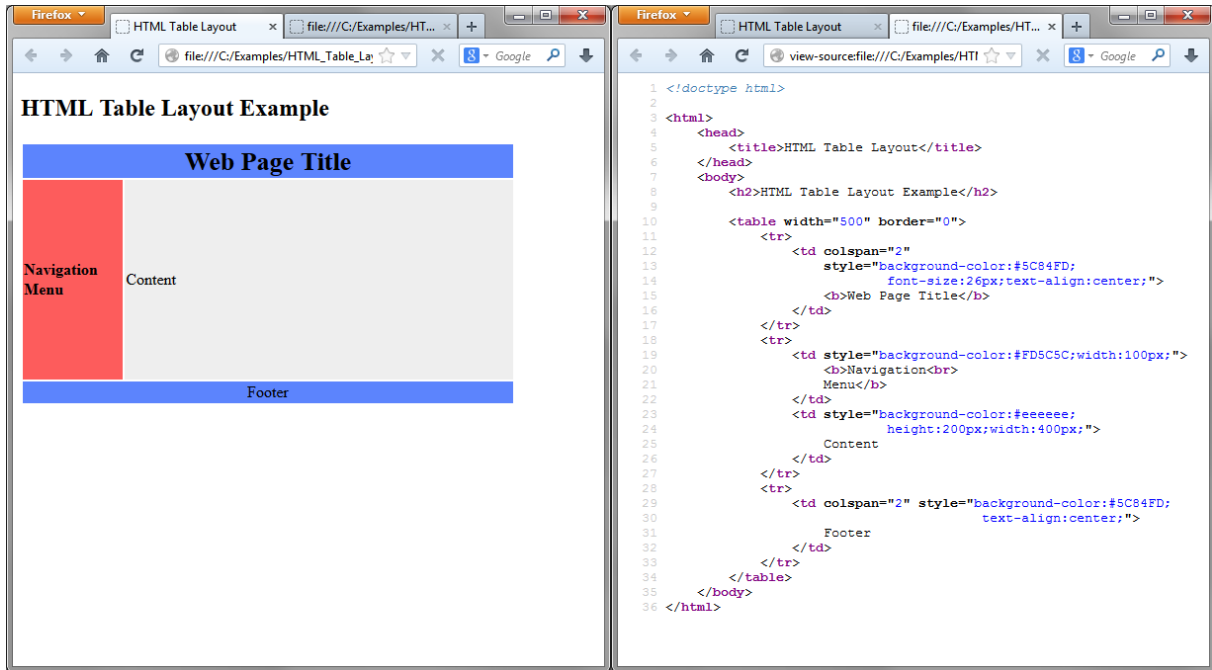 Firefox
HTML Table Layout × file:///C:/Examples/HT... × +
file:///C:/Examples/HTML_Table_La 8 Google
HTML Table Layout Example
Web Page Title
Navigation
Menu
Content
Footer
Firefox
HTML Table Layout × file:///C:/Examples/HT... × +
view-source:file:///C:/Examples/HTI 8 Google
1 <!doctype html>
2
3 <html>
4 <head>
5 <title>HTML Table Layout</title>
6 </head>
7 <body>
8 <h2>HTML Table Layout Example</h2>
9
10 <table width="500" border="0">
11 <tr>
12 <td colspan="2"
13 style="background-color:#5C84FD;
14 font-size:26px;text-align:center;">
15 <b>Web Page Title</b>
16 </td>
17 </tr>
18 <tr>
19 <td style="background-color:#FD5C5C;width:100px;">
20 <b>Navigation<br>
21 Menu</b>
22 </td>
23 <td style="background-color:#eeeeee;
24 height:200px;width:400px;">
25 Content
26 </td>
27 </tr>
28 <tr>
29 <td colspan="2" style="background-color:#5C84FD;
30 text-align:center;">
31 Footer
32 </td>
33 </tr>
34 </table>
35 </body>
36 </html>